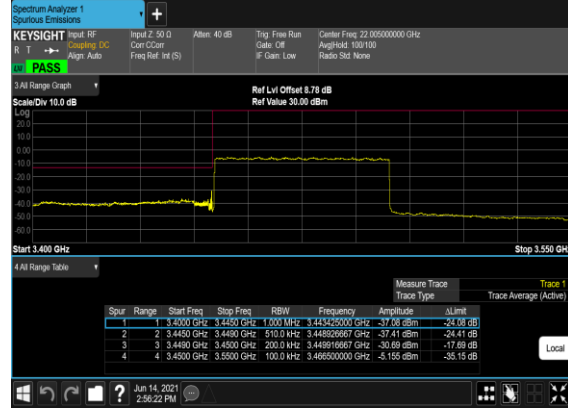 Spectrum Analyzer 1
Spurious Emissions
+
KEYSIGHT Input: RF Input Z: 50 Ω Atten: 40 dB Trig: Free Run Center Freq: 22.005000000 GHz
R T Coupling: DC Corr CCorr Gate: Off Avg|Hold: 100/100
Align: Auto Freq Ref: Int (S) IF Gain: Low Radio Std: None
PASS
3 All Range Graph
Ref Lvl Offset 8.78 dB
Scale/Div 10.0 dB Ref Value 30.00 dBm
Log
20.0
10.0
0.00
-10.0
-20.0
-30.0
-40.0
-50.0
-60.0
Start 3.400 GHz Stop 3.550 GHz
4 All Range Table
Measure Trace Trace 1
Trace Type Trace Average (Active)
Spur Range Start Freq Stop Freq RBW Frequency Amplitude ΔLimit
1 1 3.4000 GHz 3.4450 GHz 1.000 MHz 3.443425000 GHz -37.08 dBm -24.08 dB
2 2 3.4450 GHz 3.4490 GHz 510.0 kHz 3.448926667 GHz -37.41 dBm -24.41 dB
3 3 3.4490 GHz 3.4500 GHz 200.0 kHz 3.449916667 GHz -30.69 dBm -17.69 dB
4 4 3.4500 GHz 3.5500 GHz 100.0 kHz 3.466500000 GHz -5.155 dBm -35.15 dB
Local
? Jun 14, 2021
2:56:22 PM